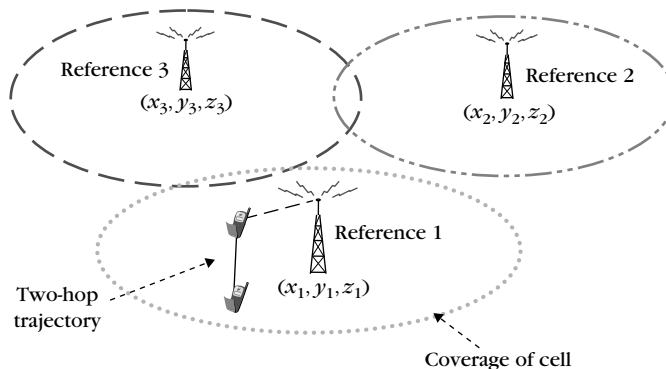 Reference 3
(x₃, y₃, z₃)
Reference 2
(x₂, y₂, z₂)
Reference 1
(x₁, y₁, z₁)
Two-hop
trajectory
Coverage of cell